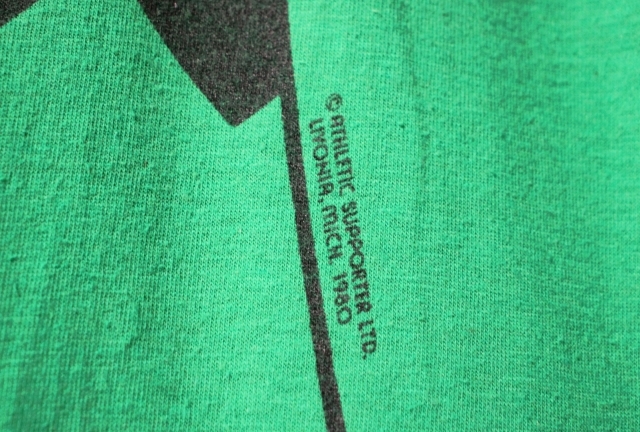 © ATHLETIC SUPPORTER LTD.
LIVONIA, MICH. 1980